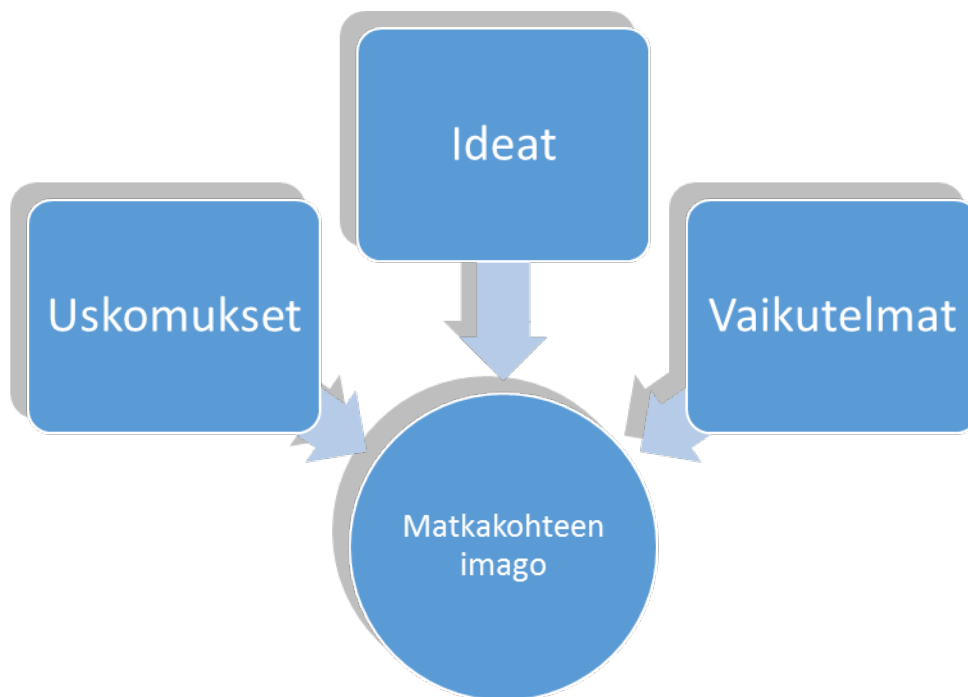 Ideat
Uskomukset
Vaikutelmat
Matkakohteen
imago